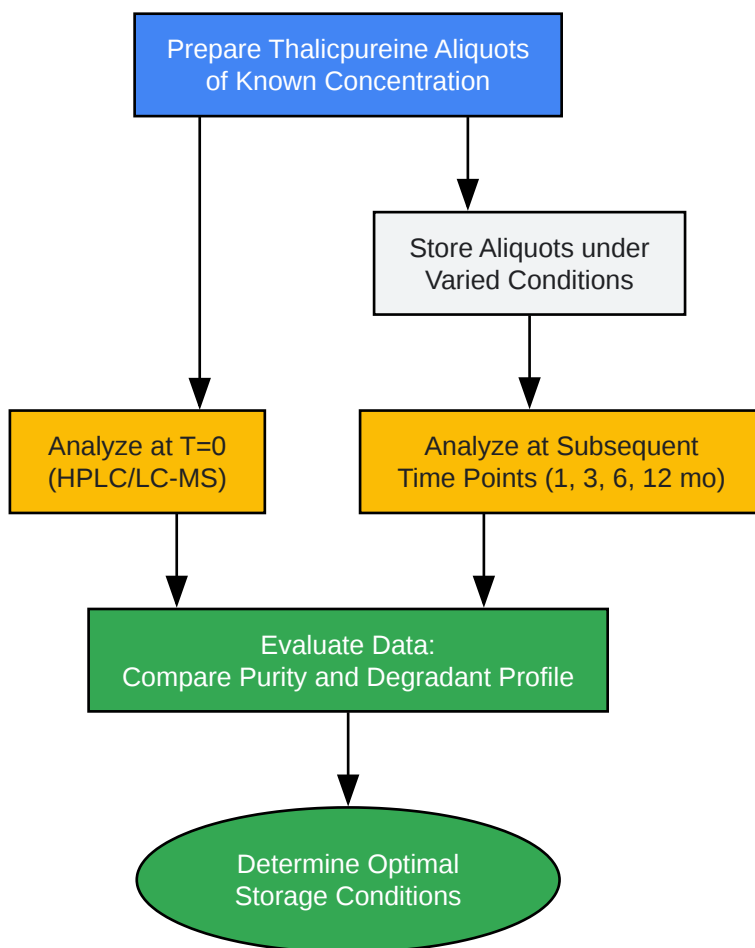 Prepare Thalicpureine Aliquots
of Known Concentration
Store Aliquots under
Varied Conditions
Analyze at T=0
(HPLC/LC-MS)
Analyze at Subsequent
Time Points (1, 3, 6, 12 mo)
Evaluate Data:
Compare Purity and Degradant Profile
Determine Optimal
Storage Conditions